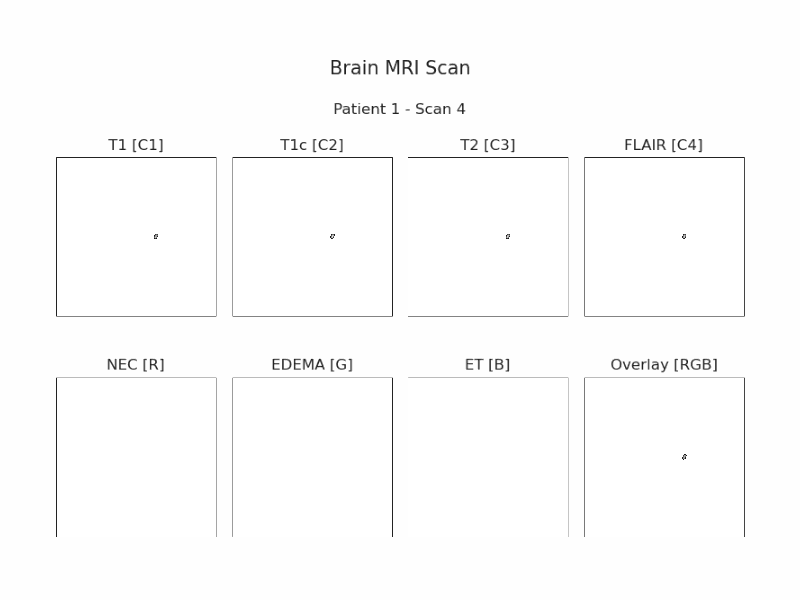 Brain MRI Scan
Patient 1 - Scan 4
T1 [C1]
T1c [C2]
T2 [C3]
FLAIR [C4]
NEC [R]
EDEMA [G]
ET [B]
Overlay [RGB]